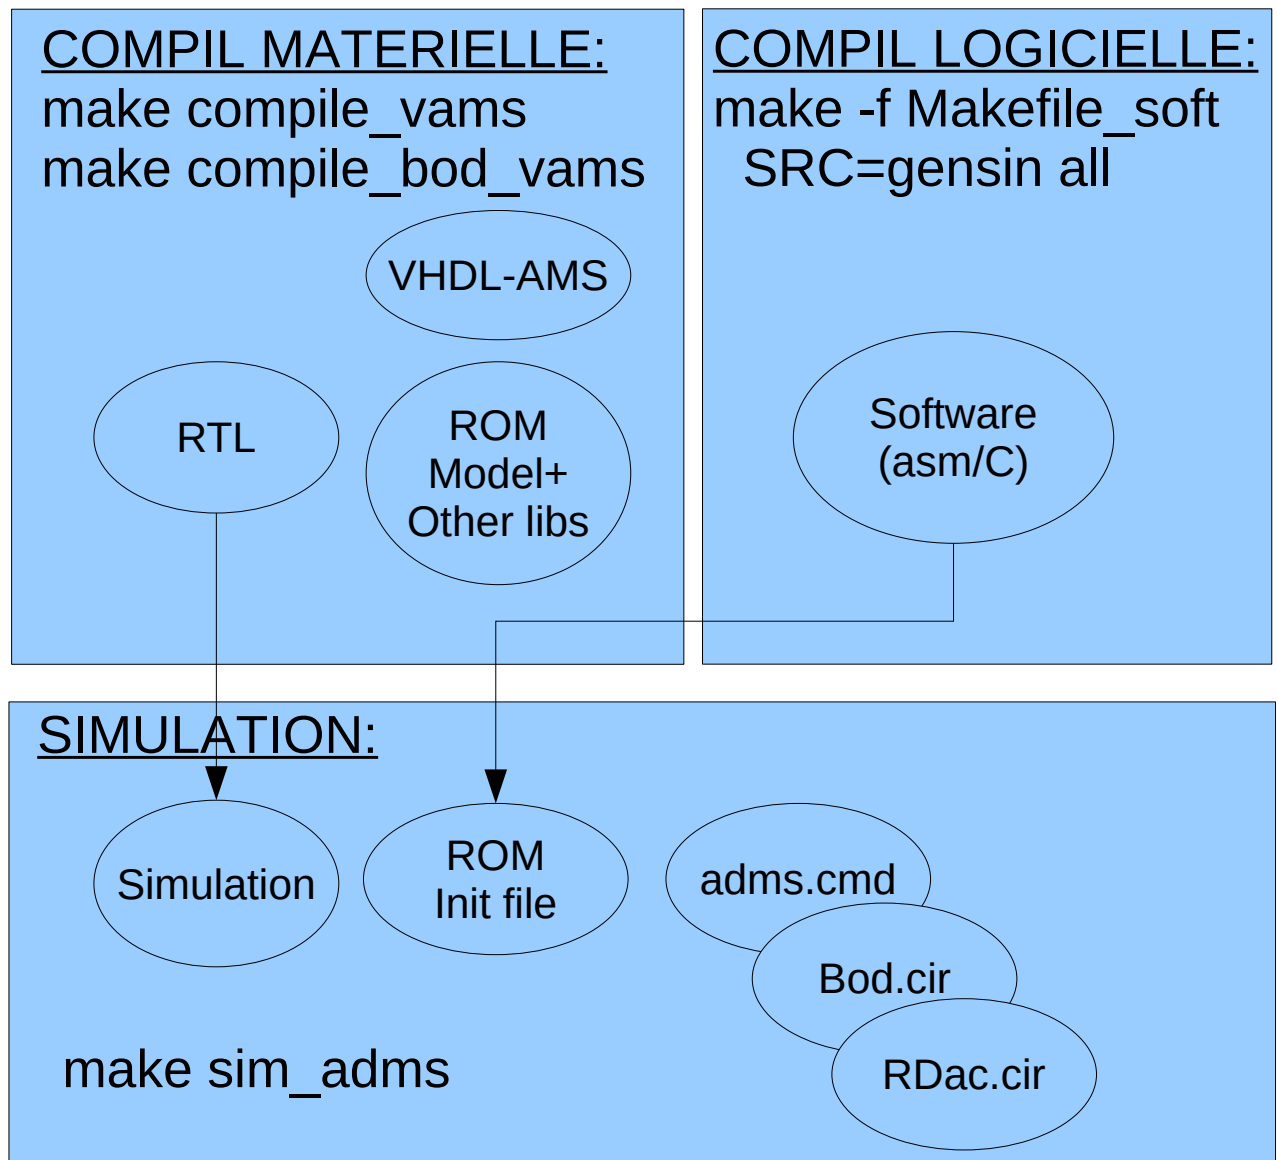 COMPIL MATERIELLE:
make compile_vams
make compile_bod_vams
VHDL-AMS
RTL
ROM
Model+
Other libs
COMPIL LOGICIELLE:
make -f Makefile_soft
SRC=gensin all
Software
(asm/C)
SIMULATION:
Simulation
ROM
Init file
adms.cmd
Bod.cir
RDac.cir
make sim_adms